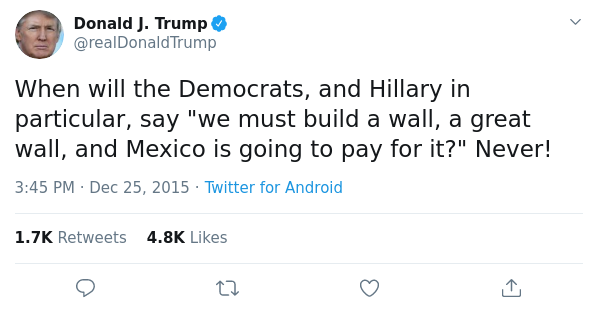 Donald J. Trump
@realDonaldTrump
When will the Democrats, and Hillary in
particular, say "we must build a wall, a great
wall, and Mexico is going to pay for it?" Never!
3:45 PM · Dec 25, 2015 · Twitter for Android
1.7K Retweets 4.8K Likes